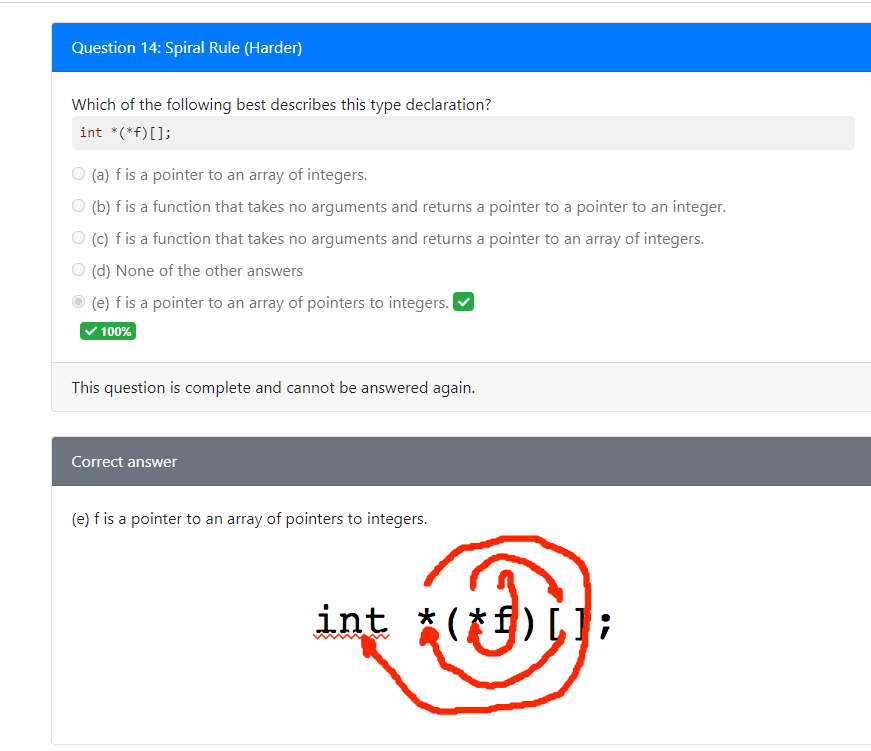 Question 14: Spiral Rule (Harder)
Which of the following best describes this type declaration?
int *(*f)[];
(a) f is a pointer to an array of integers.
(b) f is a function that takes no arguments and returns a pointer to a pointer to an integer.
(c) f is a function that takes no arguments and returns a pointer to an array of integers.
(d) None of the other answers
(e) f is a pointer to an array of pointers to integers.
100%
This question is complete and cannot be answered again.
Correct answer
(e) f is a pointer to an array of pointers to integers.
int *(*f)[];